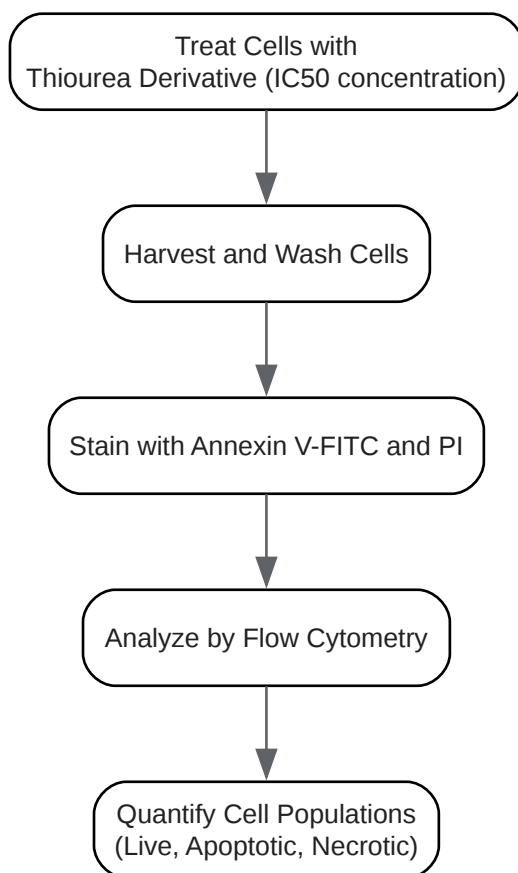 Treat Cells with
Thiourea Derivative (IC50 concentration)
Harvest and Wash Cells
Stain with Annexin V-FITC and PI
Analyze by Flow Cytometry
Quantify Cell Populations
(Live, Apoptotic, Necrotic)